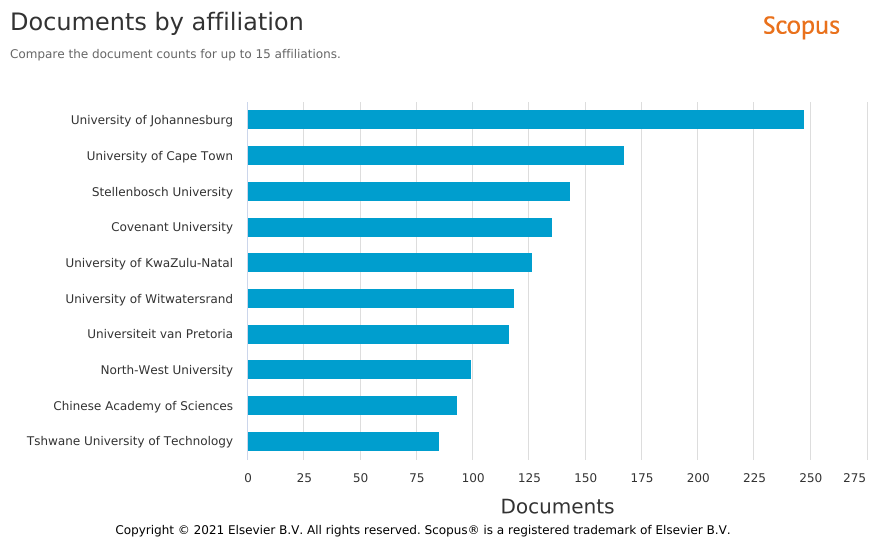 Documents by affiliation
Scopus
Compare the document counts for up to 15 affiliations.
University of Johannesburg
University of Cape Town
Stellenbosch University
Covenant University
University of KwaZulu-Natal
University of Witwatersrand
Universiteit van Pretoria
North-West University
Chinese Academy of Sciences
Tshwane University of Technology
0 25 50 75 100 125 150 175 200 225 250 275
Documents
Copyright © 2021 Elsevier B.V. All rights reserved. Scopus® is a registered trademark of Elsevier B.V.